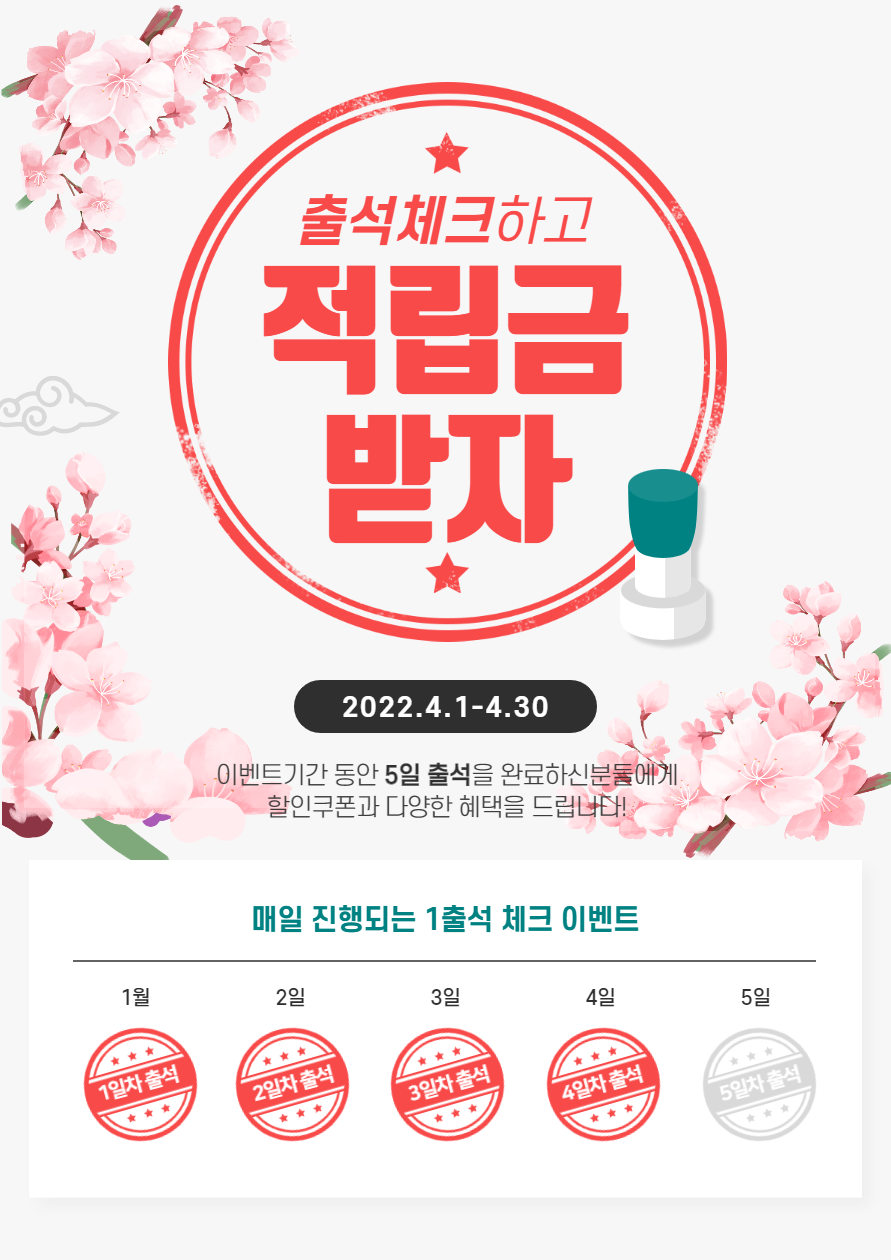 출석체크하고
적립금
받자
2022.4.1-4.30
이벤트기간 동안 5일 출석을 완료하신분들에게
할인쿠폰과 다양한 혜택을 드립니다!
매일 진행되는 1출석 체크 이벤트
1월 2일 3일 4일 5일
1일차 출석 2일차 출석 3일차 출석 4일차 출석 5일차 출석